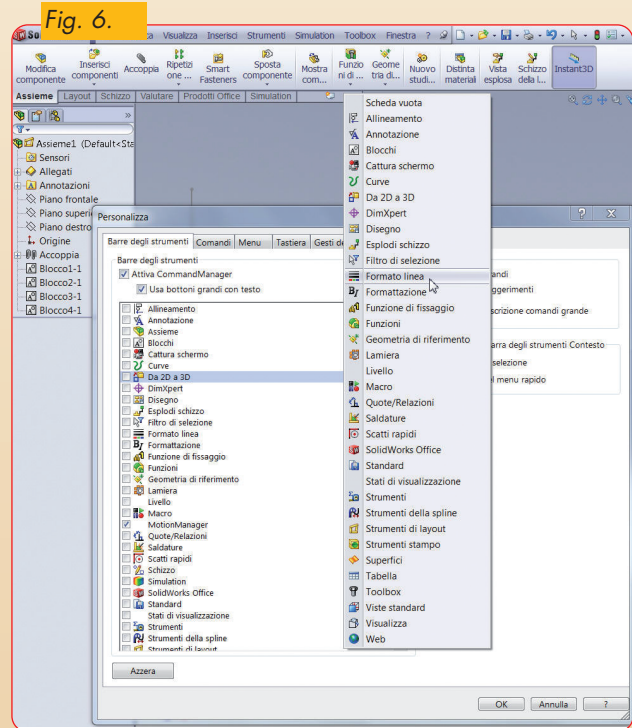 Fig. 6.
Visualizza Inserisci Strumenti Simulation Toolbox Finestra ?
Modifica componente
Inserisci componenti
Accoppia
Ripetizi one ...
Smart Fasteners
Sposta componente
Mostra com...
Funzio ni di ...
Geome tria di...
Nuovo studi...
Distinta material
Vista esplosa
Schizzo della l...
Instant3D
Assieme Layout Schizzo Valutare Prodotti Office Simulation
Assieme1 (Default<Sta
Sensori
Allegati
Annotazioni
Piano frontale
Piano superi
Piano destro
Origine
Accoppia
Blocco1-1
Blocco2-1
Blocco3-1
Blocco4-1
Personalizza
Barre degli strumenti Comandi Menu Tastiera Gesti de
Barre degli strumenti
Attiva CommandManager
Usa bottoni grandi con testo
Allineamento
Annotazione
Assieme
Blocchi
Cattura schermo
Curve
Da 2D a 3D
DimXpert
Disegno
Esplodi schizzo
Filtro di selezione
Formato linea
Formattazione
Funzione di fissaggio
Funzioni
Geometria di riferimento
Lamiera
Livello
Macro
MotionManager
Quote/Relazioni
Saldature
Scatti rapidi
Schizzo
Simulation
SolidWorks Office
Standard
Stati di visualizzazione
Strumenti
Strumenti della spline
Strumenti di layout
Azzera
Scheda vuota
Allineamento
Annotazione
Blocchi
Cattura schermo
Curve
Da 2D a 3D
DimXpert
Disegno
Esplodi schizzo
Filtro di selezione
Formato linea
Formattazione
Funzione di fissaggio
Funzioni
Geometria di riferimento
Lamiera
Livello
Macro
Quote/Relazioni
Saldature
Scatti rapidi
SolidWorks Office
Standard
Stati di visualizzazione
Strumenti
Strumenti della spline
Strumenti di layout
Strumenti stampo
Superfici
Tabella
Toolbox
Viste standard
Visualizza
Web
andi
ggerimenti
scrizione comandi grande
arra degli strumenti Contesto
selezione
l menu rapido
OK Annulla ?